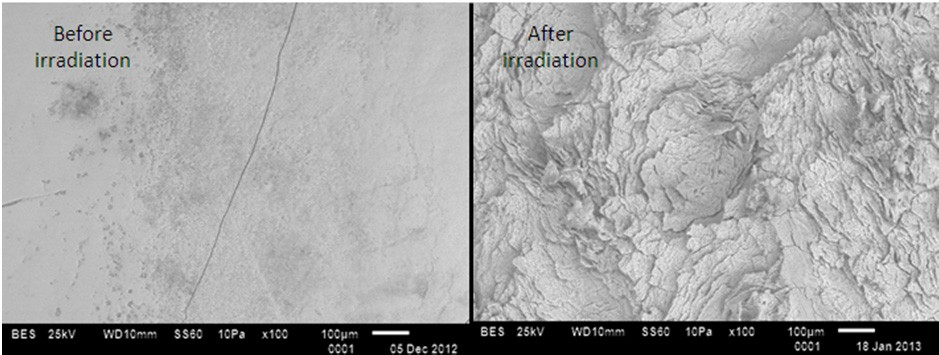 Before
irradiation
After
irradiation
BES 25kV WD10mm SS60 10Pa x100 100µm
0001 05 Dec 2012
BES 25kV WD10mm SS60 10Pa x100 100µm
0001 18 Jan 2013